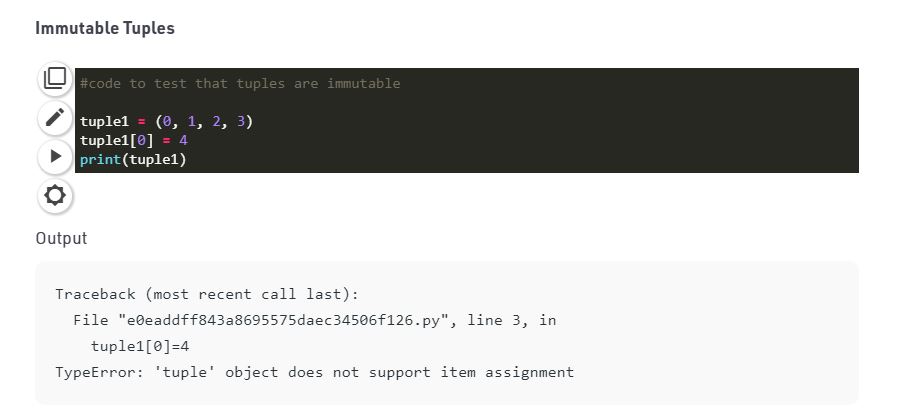 Immutable Tuples
#code to test that tuples are immutable
tuple1 = (0, 1, 2, 3)
tuple1[0] = 4
print(tuple1)
Output
Traceback (most recent call last):
  File "e0eaddff843a8695575daec34506f126.py", line 3, in
    tuple1[0]=4
TypeError: 'tuple' object does not support item assignment